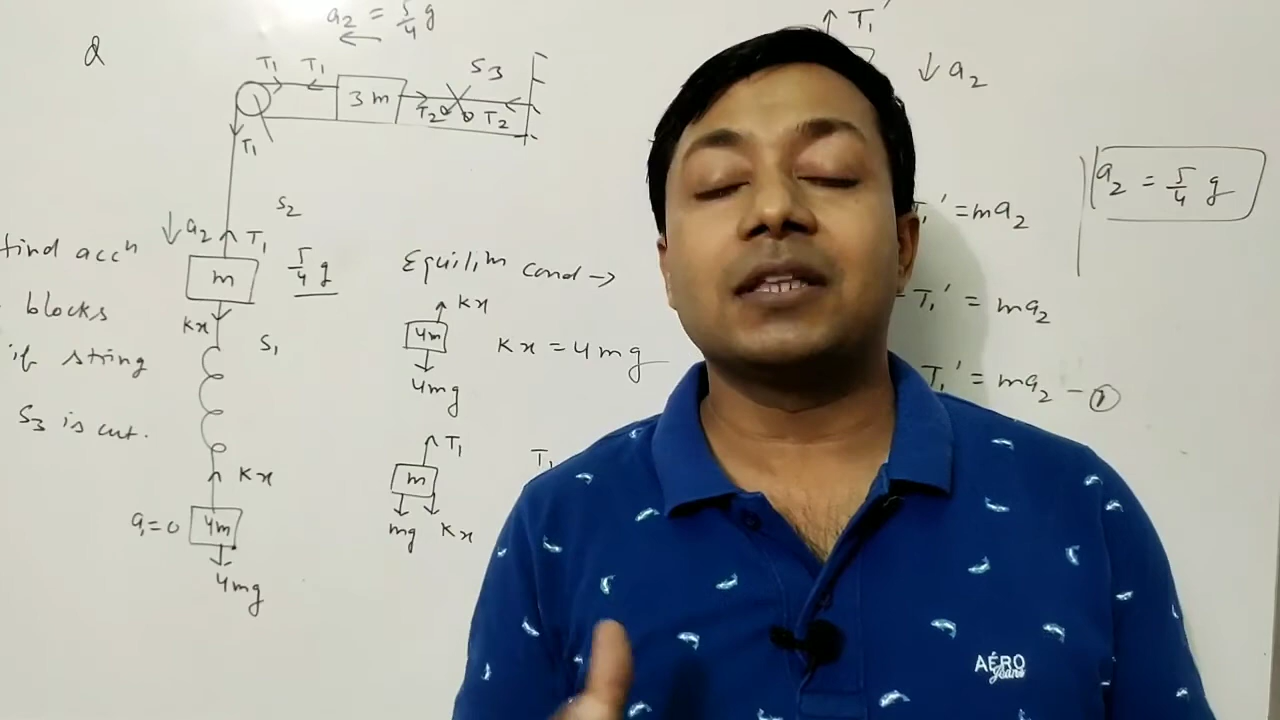 a2 = 5/4 g
Q
T1 T1 3m T2 T2 S3
T1
T1'
↓ a2
↓ a2 T1 S2
m 5/4 g
Kx S1
Kx
a1 = 0 4m
4mg
find accn
blocks
if string
S3 is cut.
Equilim cond →
Kx
4m Kx = 4mg
4mg
T1 T1
m
mg Kx
T1' = ma2
- T1' = ma2
T1' = ma2 - ①
a2 = 5/4 g
AÉRO
Jeans